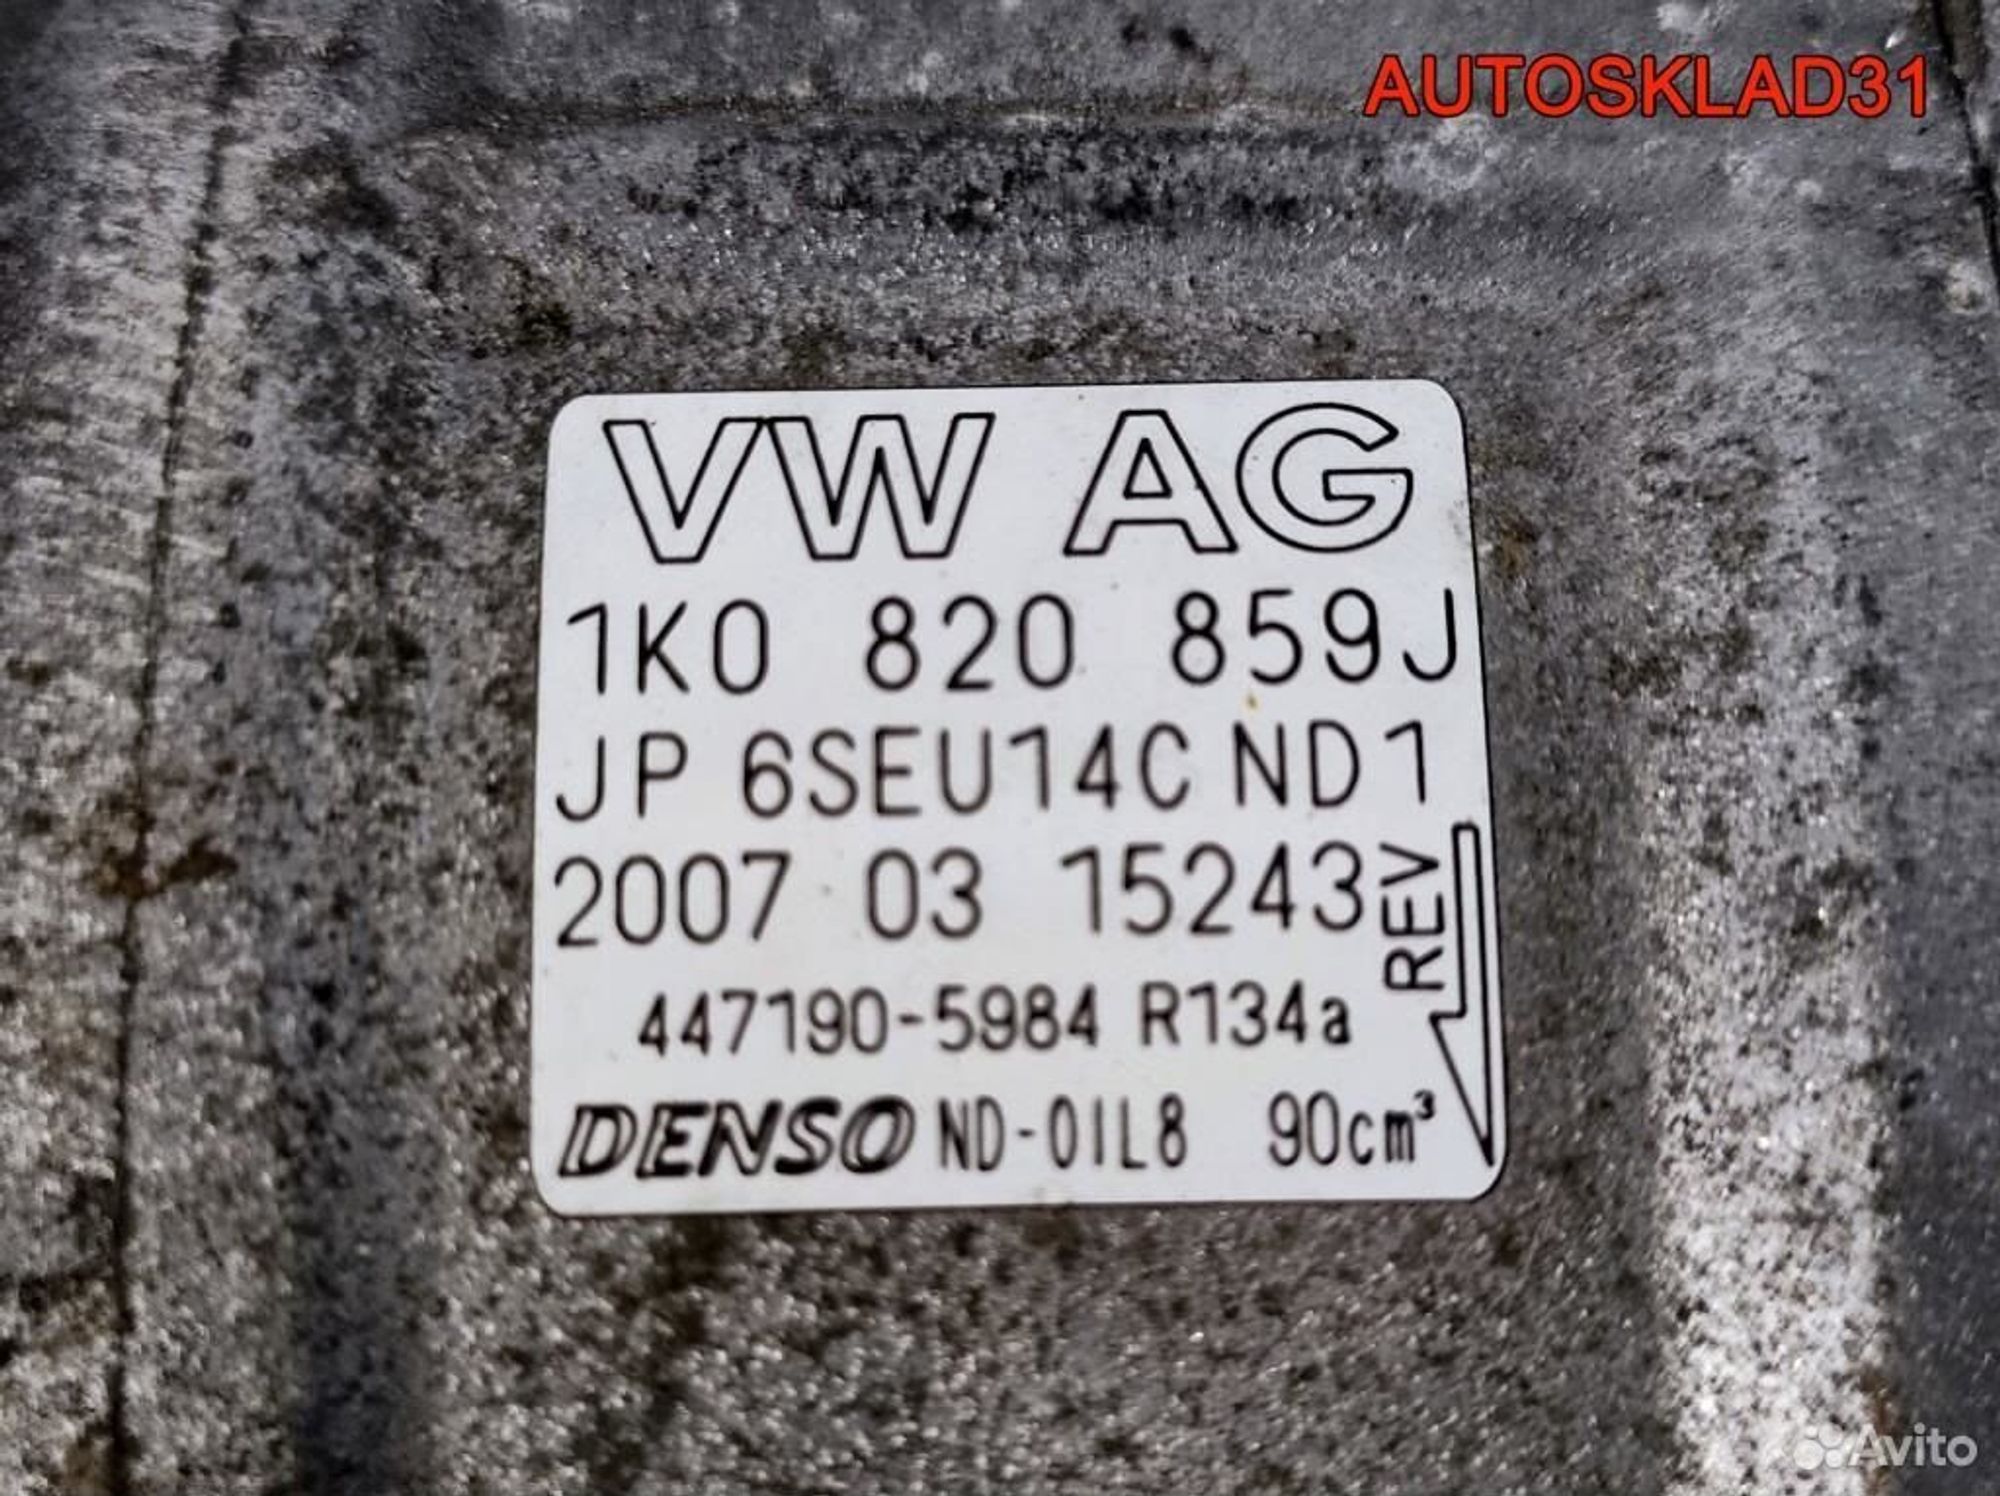 AUTOSKLAD31
VW AG
1K0 820 859J
JP 6SEU14C ND1
2007 03 15243
REV
447190-5984 R134a
DENSO ND-OIL8 90cm³
Avito